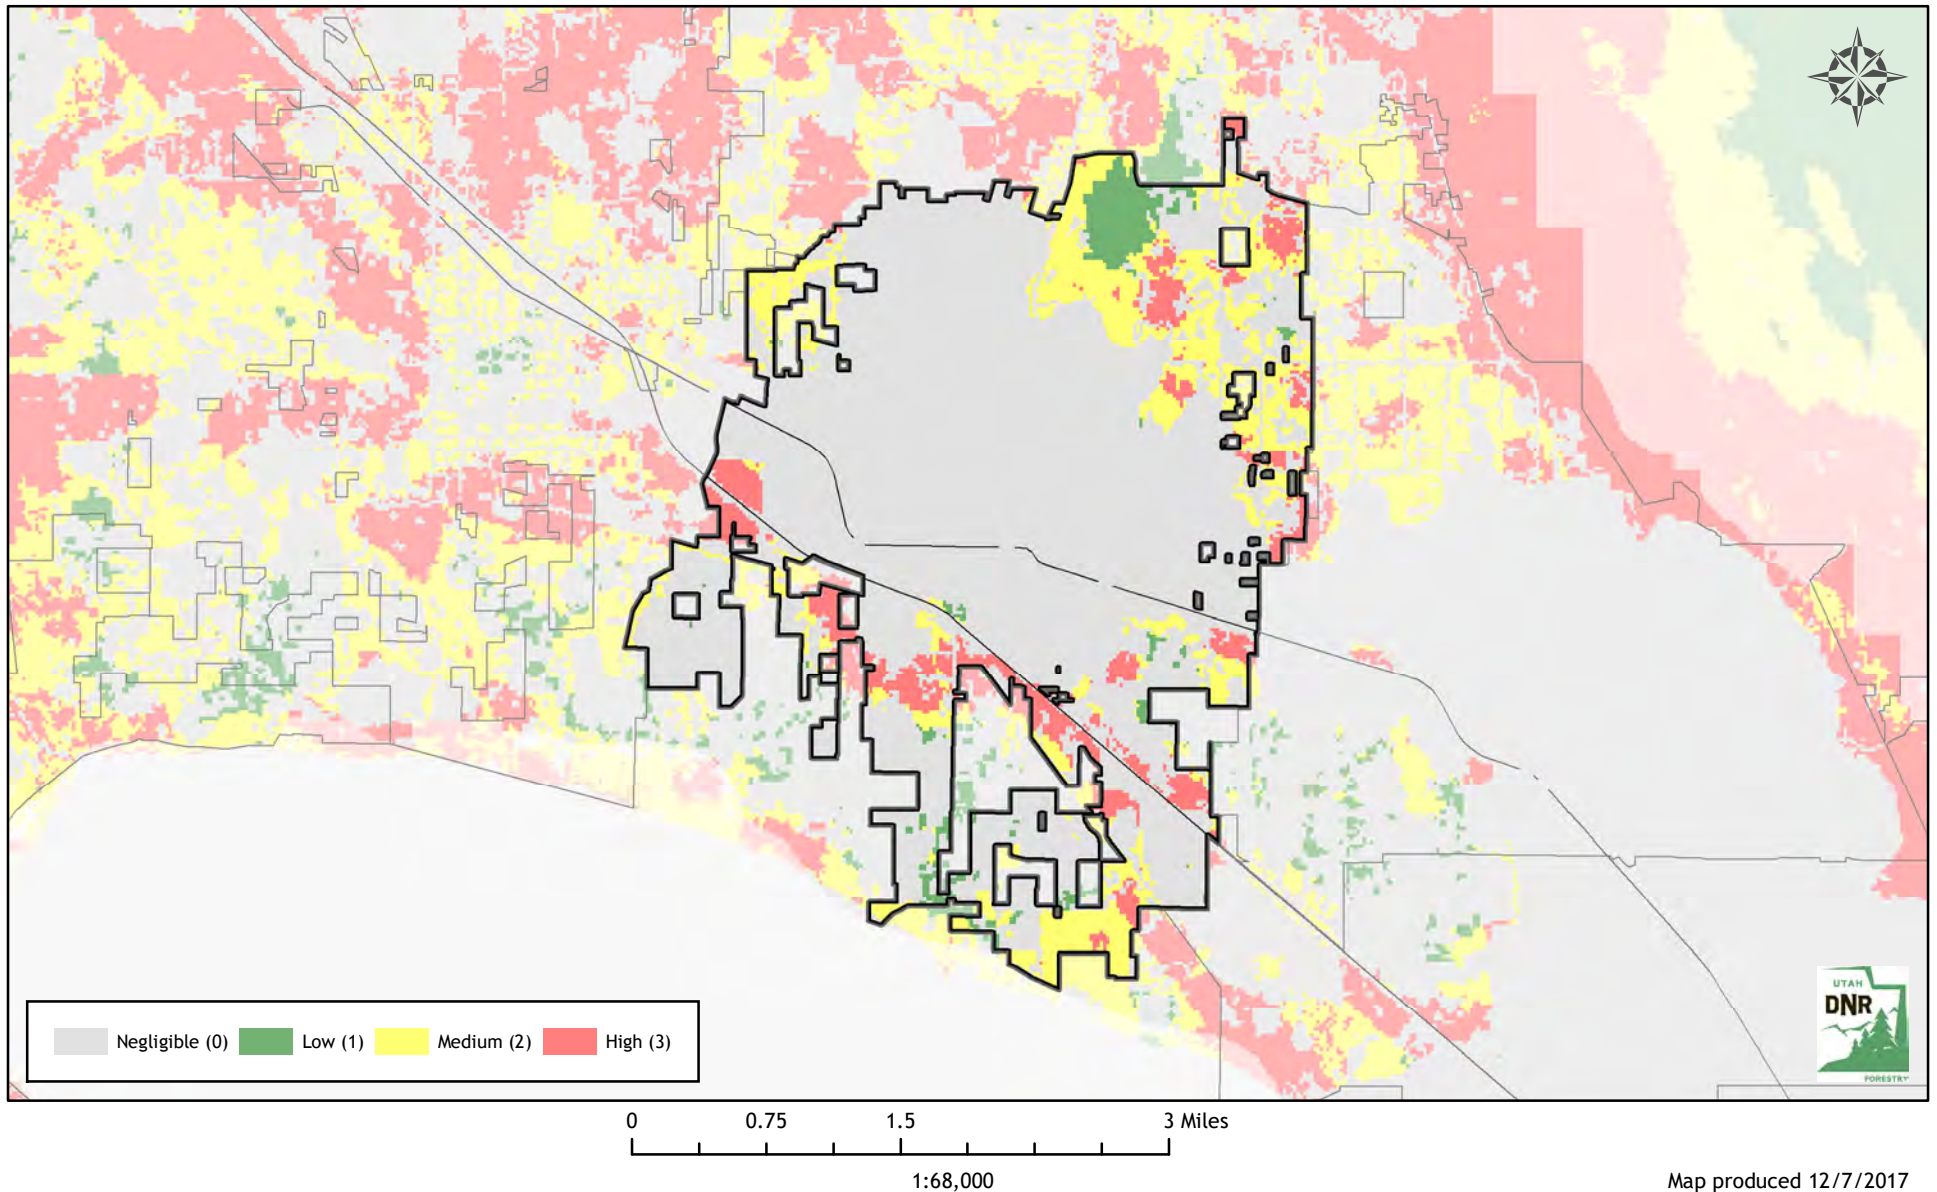 UTAH
DNR
FORESTRY
Negligible (0) Low (1) Medium (2) High (3)
0 0.75 1.5 3 Miles
1:68,000
Map produced 12/7/2017